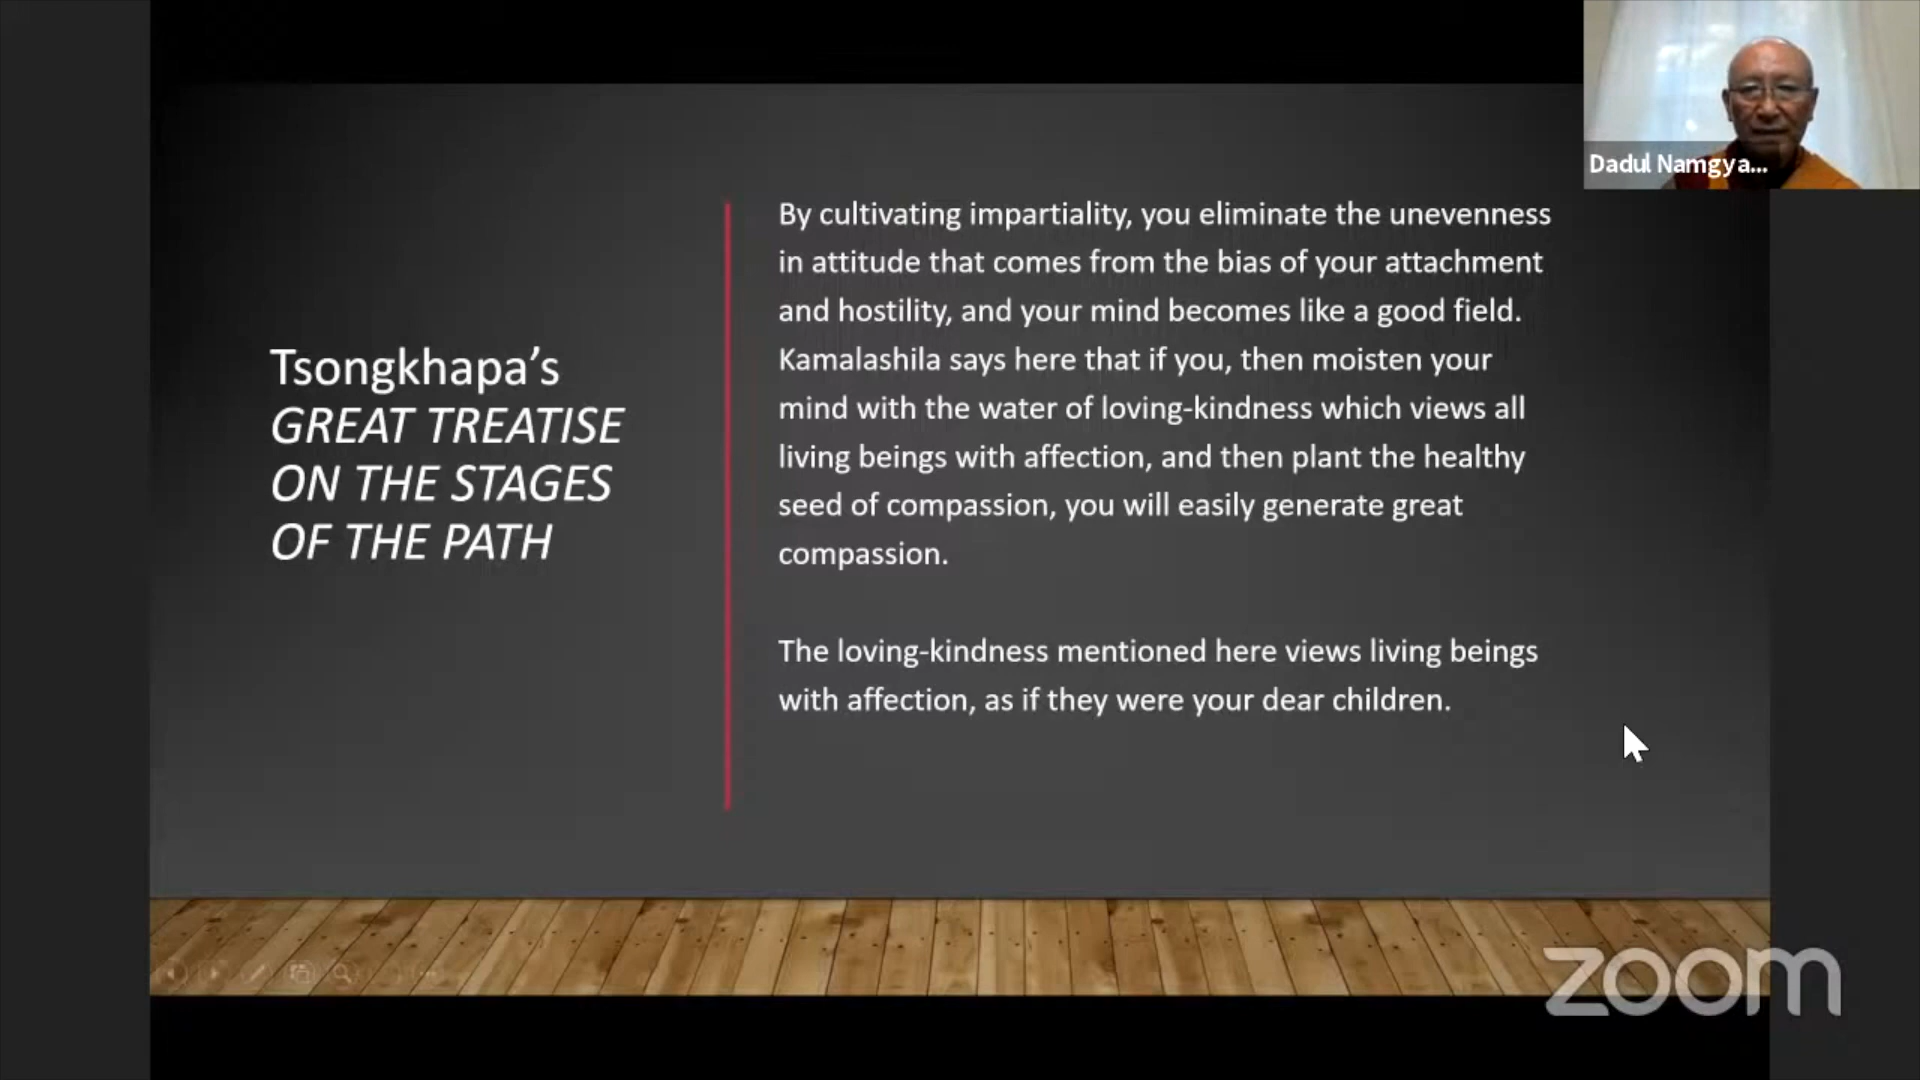 Dadul Namgya...
Tsongkhapa's
GREAT TREATISE
ON THE STAGES
OF THE PATH
By cultivating impartiality, you eliminate the unevenness
in attitude that comes from the bias of your attachment
and hostility, and your mind becomes like a good field.
Kamalashila says here that if you, then moisten your
mind with the water of loving-kindness which views all
living beings with affection, and then plant the healthy
seed of compassion, you will easily generate great
compassion.
The loving-kindness mentioned here views living beings
with affection, as if they were your dear children.
zoom